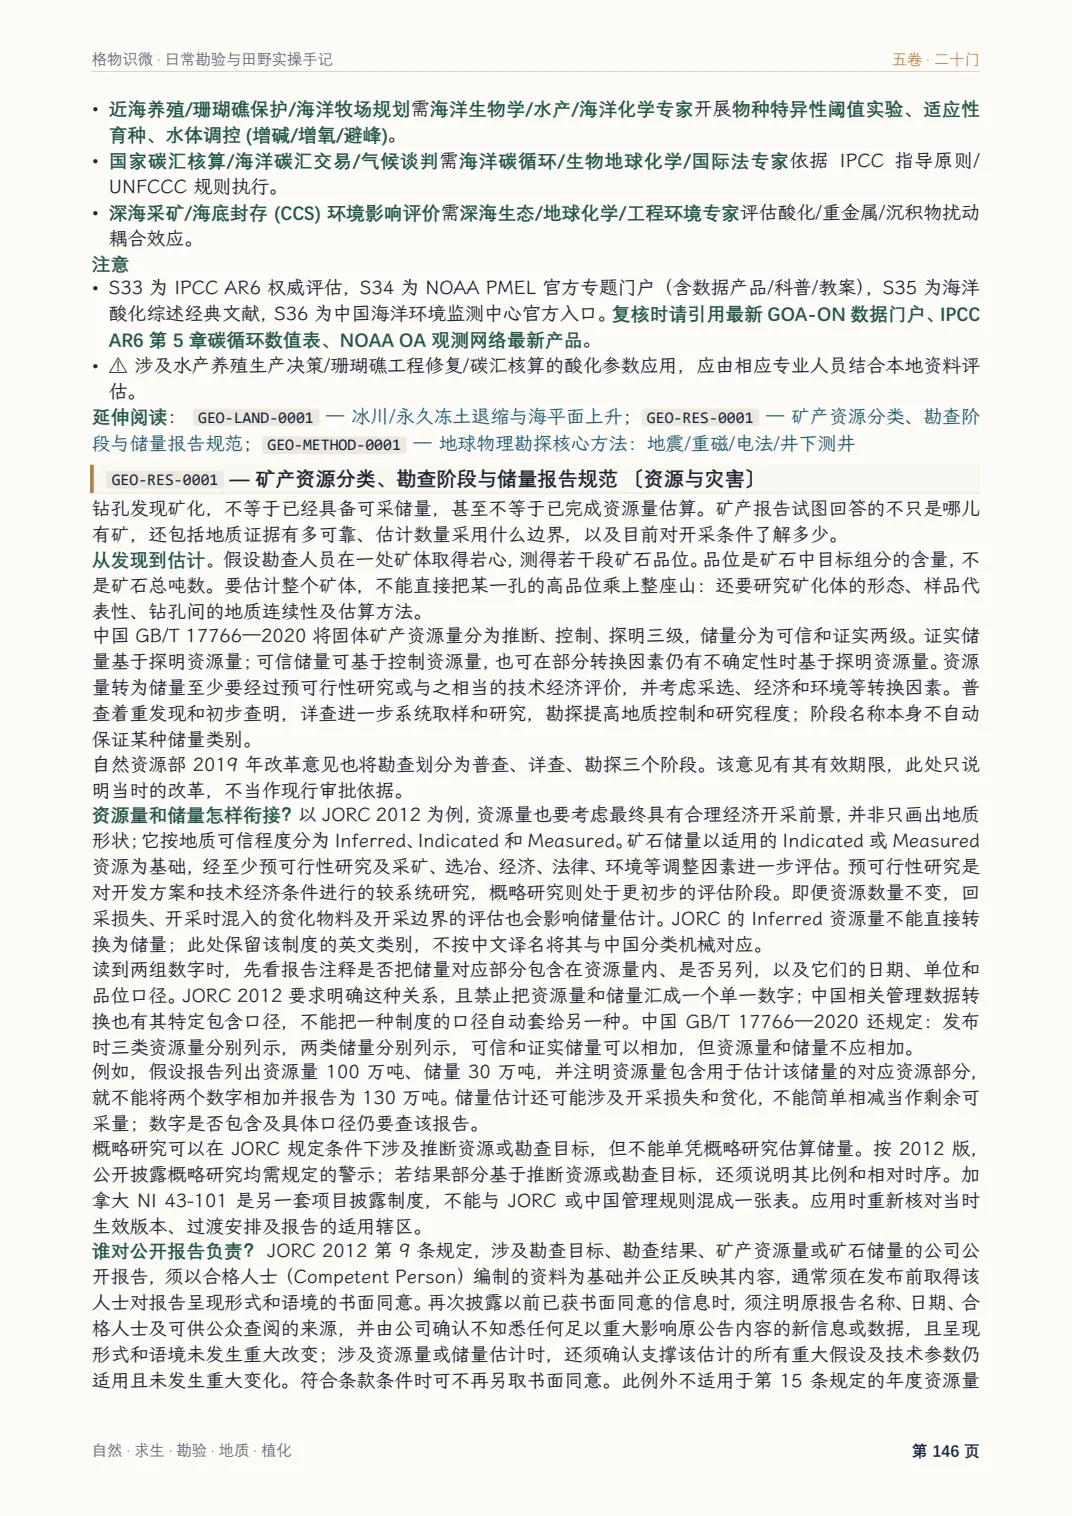 格物识微 · 日常勘验与田野实操手记
五卷 · 二十门
• 近海养殖/珊瑚礁保护/海洋牧场规划需海洋生物学/水产/海洋化学专家开展物种特异性阈值实验、适应性
育种、水体调控 (增碱/增氧/避峰)。
• 国家碳汇核算/海洋碳汇交易/气候谈判需海洋碳循环/生物地球化学/国际法专家依据 IPCC 指导原则/
UNFCCC 规则执行。
• 深海采矿/海底封存 (CCS) 环境影响评价需深海生态/地球化学/工程环境专家评估酸化/重金属/沉积物扰动
耦合效应。
注意
• S33 为 IPCC AR6 权威评估，S34 为 NOAA PMEL 官方专题门户（含数据产品/科普/教案），S35 为海洋
酸化综述经典文献，S36 为中国海洋环境监测中心官方入口。复核时请引用最新 GOA-ON 数据门户、IPCC
AR6 第 5 章碳循环数值表、NOAA OA 观测网络最新产品。
• ⚠ 涉及水产养殖生产决策/珊瑚礁工程修复/碳汇核算的酸化参数应用，应由相应专业人员结合本地资料评
估。
延伸阅读： GEO-LAND-0001 — 冰川/永久冻土退缩与海平面上升； GEO-RES-0001 — 矿产资源分类、勘查阶
段与储量报告规范； GEO-METHOD-0001 — 地球物理勘探核心方法：地震/重磁/电法/井下测井
GEO-RES-0001 — 矿产资源分类、勘查阶段与储量报告规范 〔资源与灾害〕
钻孔发现矿化，不等于已经具备可采储量，甚至不等于已完成资源量估算。矿产报告试图回答的不只是哪儿
有矿，还包括地质证据有多可靠、估计数量采用什么边界，以及目前对开采条件了解多少。
从发现到估计。假设勘查人员在一处矿体取得岩心，测得若干段矿石品位。品位是矿石中目标组分的含量，不
是矿石总吨数。要估计整个矿体，不能直接把某一孔的高品位乘上整座山：还要研究矿化体的形态、样品代
表性、钻孔间的地质连续性及估算方法。
中国 GB/T 17766—2020 将固体矿产资源量分为推断、控制、探明三级，储量分为可信和证实两级。证实储
量基于探明资源量；可信储量可基于控制资源量，也可在部分转换因素仍有不确定性时基于探明资源量。资源
量转为储量至少要经过预可行性研究或与之相当的技术经济评价，并考虑采选、经济和环境等转换因素。普
查着重发现和初步查明，详查进一步系统取样和研究，勘探提高地质控制和研究程度；阶段名称本身不自动
保证某种储量类别。
自然资源部 2019 年改革意见也将勘查划分为普查、详查、勘探三个阶段。该意见有其有效期限，此处只说
明当时的改革，不当作现行审批依据。
资源量和储量怎样衔接？以 JORC 2012 为例，资源量也要考虑最终具有合理经济开采前景，并非只画出地质
形状；它按地质可信程度分为 Inferred、Indicated 和 Measured。矿石储量以适用的 Indicated 或 Measured
资源为基础，经至少预可行性研究及采矿、选冶、经济、法律、环境等调整因素进一步评估。预可行性研究是
对开发方案和技术经济条件进行的较系统研究，概略研究则处于更初步的评估阶段。即便资源数量不变，回
采损失、开采时混入的贫化物料及开采边界的评估也会影响储量估计。JORC 的 Inferred 资源量不能直接转
换为储量；此处保留该制度的英文类别，不按中文译名将其与中国分类机械对应。
读到两组数字时，先看报告注释是否把储量对应部分包含在资源量内、是否另列，以及它们的日期、单位和
品位口径。JORC 2012 要求明确这种关系，且禁止把资源量和储量汇成一个单一数字；中国相关管理数据转
换也有其特定包含口径，不能把一种制度的口径自动套给另一种。中国 GB/T 17766—2020 还规定：发布
时三类资源量分别列示，两类储量分别列示，可信和证实储量可以相加，但资源量和储量不应相加。
例如，假设报告列出资源量 100 万吨、储量 30 万吨，并注明资源量包含用于估计该储量的对应资源部分，
就不能将两个数字相加并报告为 130 万吨。储量估计还可能涉及开采损失和贫化，不能简单相减当作剩余可
采量；数字是否包含及具体口径仍要查该报告。
概略研究可以在 JORC 规定条件下涉及推断资源或勘查目标，但不能单凭概略研究估算储量。按 2012 版，
公开披露概略研究均需规定的警示；若结果部分基于推断资源或勘查目标，还须说明其比例和相对时序。加
拿大 NI 43-101 是另一套项目披露制度，不能与 JORC 或中国管理规则混成一张表。应用时重新核对当时
生效版本、过渡安排及报告的适用辖区。
谁对公开报告负责？ JORC 2012 第 9 条规定，涉及勘查目标、勘查结果、矿产资源量或矿石储量的公司公
开报告，须以合格人士（Competent Person）编制的资料为基础并公正反映其内容，通常须在发布前取得该
人士对报告呈现形式和语境的书面同意。再次披露以前已获书面同意的信息时，须注明原报告名称、日期、合
格人士及可供公众查阅的来源，并由公司确认不知悉任何足以重大影响原公告内容的新信息或数据，且呈现
形式和语境未发生重大改变；涉及资源量或储量估计时，还须确认支撑该估计的所有重大假设及技术参数仍
适用且未发生重大变化。符合条款条件时可不再另取书面同意。此例外不适用于第 15 条规定的年度资源量
自然 · 求生 · 勘验 · 地质 · 植化
第 146 页